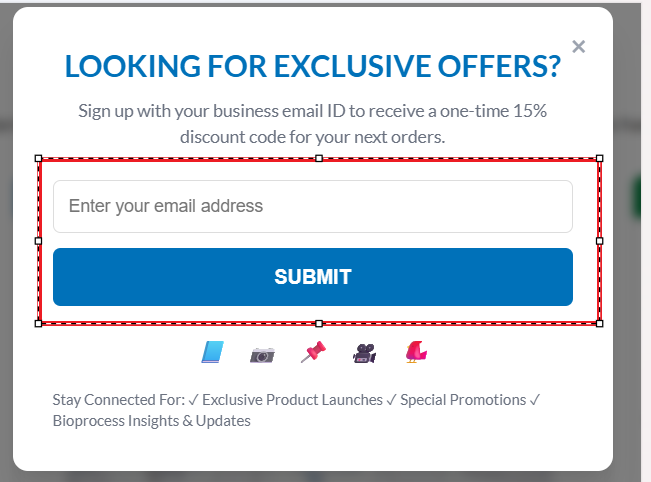 ×
LOOKING FOR EXCLUSIVE OFFERS?
Sign up with your business email ID to receive a one-time 15%
discount code for your next orders.
Enter your email address
SUBMIT
Stay Connected For: ✓ Exclusive Product Launches ✓ Special Promotions ✓
Bioprocess Insights & Updates